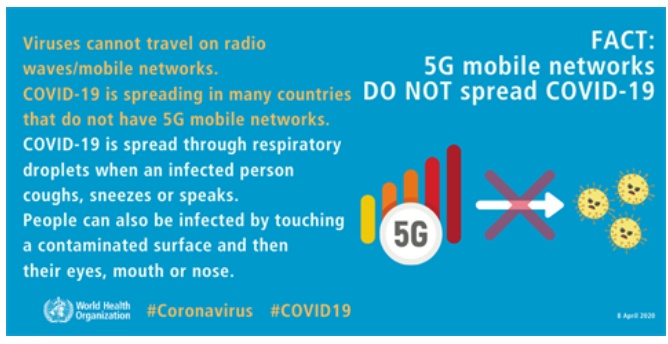 Viruses cannot travel on radio
waves/mobile networks.
COVID-19 is spreading in many countries
that do not have 5G mobile networks.
COVID-19 is spread through respiratory
droplets when an infected person
coughs, sneezes or speaks.
People can also be infected by touching
a contaminated surface and then
their eyes, mouth or nose.
FACT:
5G mobile networks
DO NOT spread COVID-19
5G
World Health
Organization
#Coronavirus #COVID19
8 April 2020